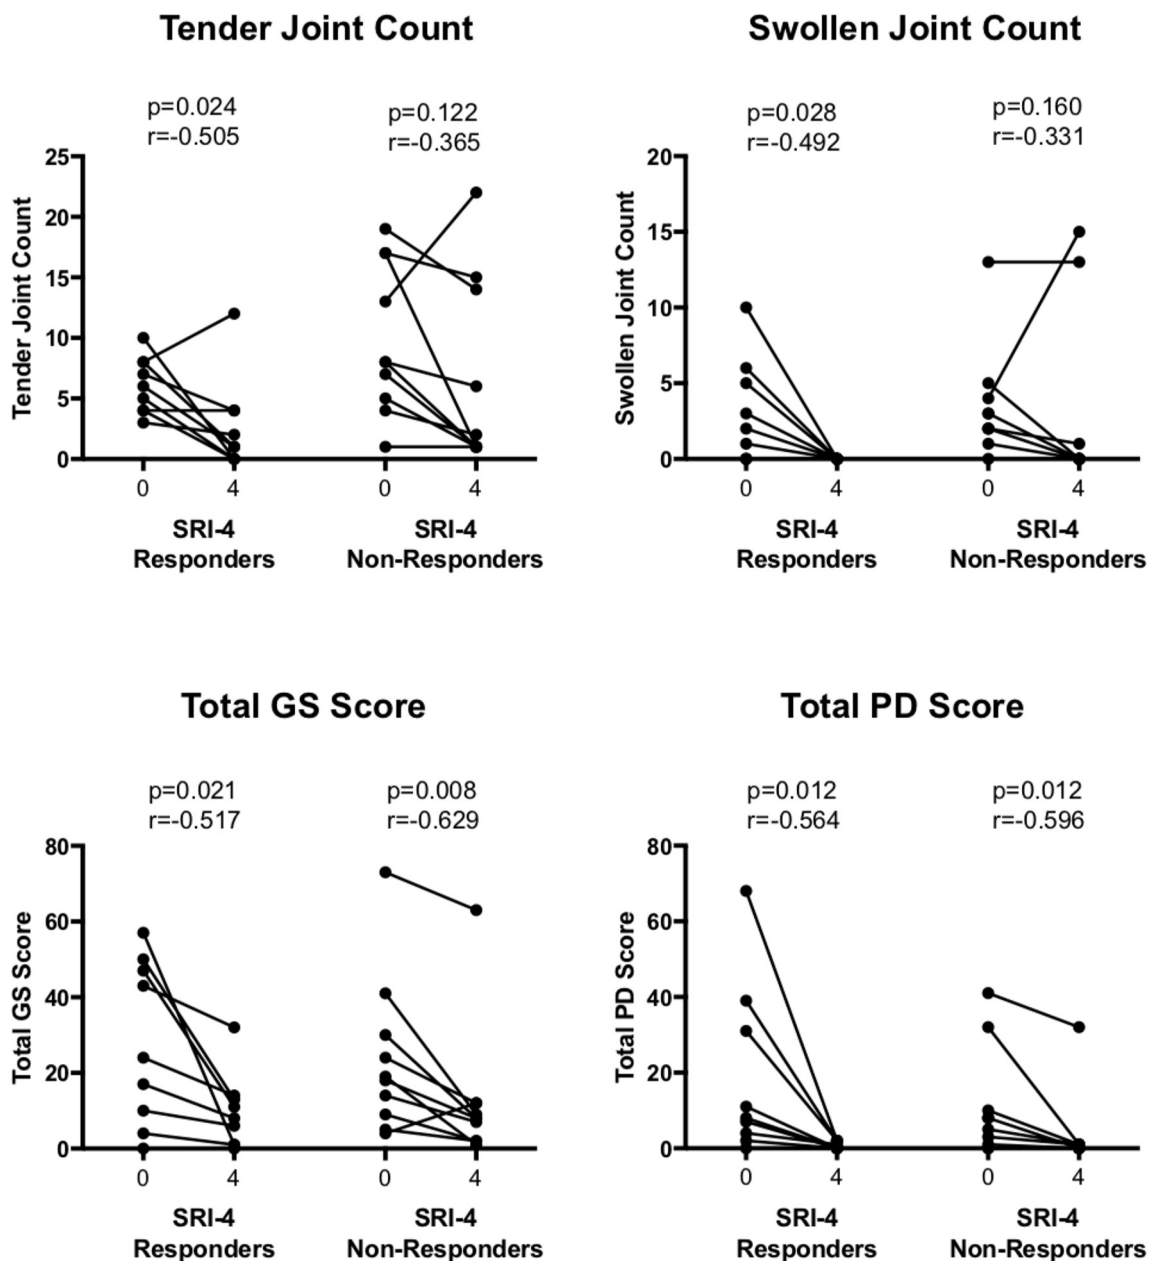 Tender Joint Count
p=0.024
r=-0.505
p=0.122
r=-0.365
Tender Joint Count
25
20
15
10
5
0
0
4
0
4
SRI-4
Responders
SRI-4
Non-Responders
Swollen Joint Count
p=0.028
r=-0.492
p=0.160
r=-0.331
Swollen Joint Count
20
15
10
5
0
0
4
0
4
SRI-4
Responders
SRI-4
Non-Responders
Total GS Score
p=0.021
r=-0.517
p=0.008
r=-0.629
Total GS Score
80
60
40
20
0
0
4
0
4
SRI-4
Responders
SRI-4
Non-Responders
Total PD Score
p=0.012
r=-0.564
p=0.012
r=-0.596
Total PD Score
80
60
40
20
0
0
4
0
4
SRI-4
Responders
SRI-4
Non-Responders